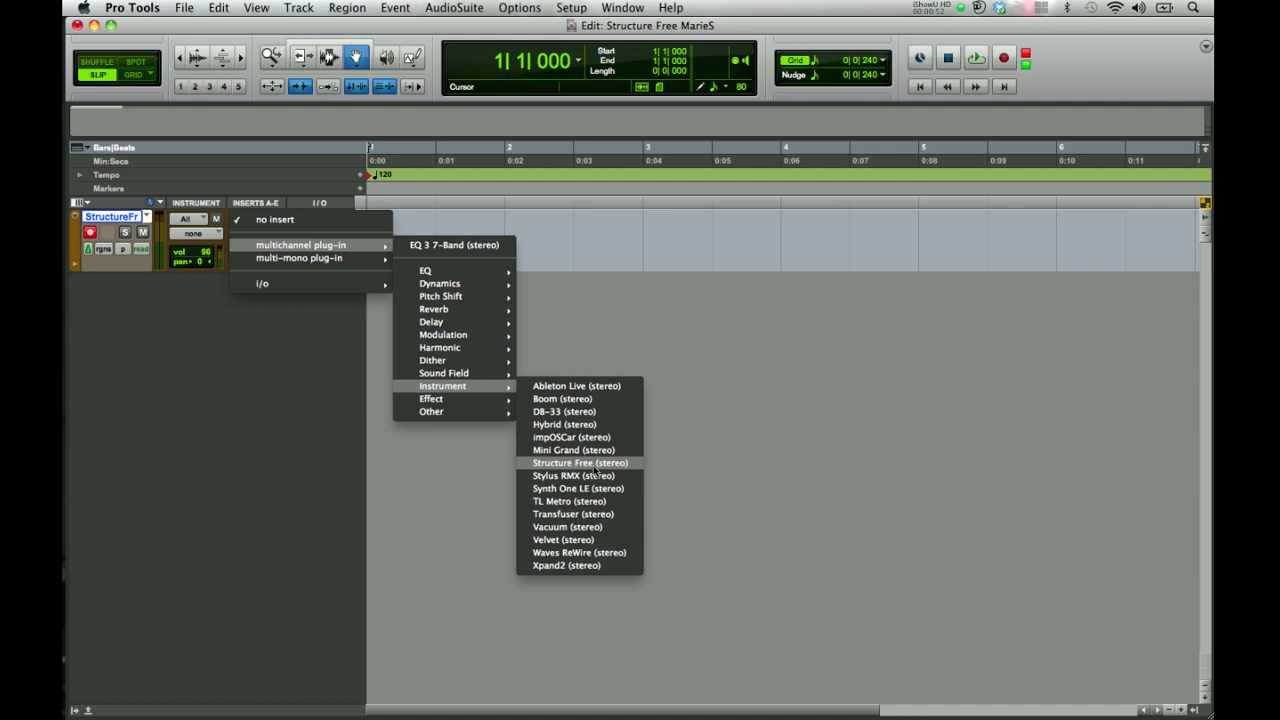 Pro Tools File Edit View Track Region Event AudioSuite Options Setup Window Help
iShowU HD
00:00:52
Edit: Structure Free MarieS
SHUFFLE SPOT
SLIP GRID
1| 1| 000
Start 1| 1| 000
End 1| 1| 000
Length 0| 0| 000
Cursor
80
Grid 0| 0| 240
Nudge 0| 0| 240
1 2 3 4 5
Bars|Beats 1 2 3 4 5 6
Min:Secs 0:00 0:01 0:02 0:03 0:04 0:05 0:06 0:07 0:08 0:09 0:10 0:11
Tempo 120
Markers
INSTRUMENT INSERTS A-E I/O
StructureFr
All M
S M
none
rgns p read
vol 96
pan 0
no insert
multichannel plug-in
multi-mono plug-in
i/o
EQ 3 7-Band (stereo)
EQ
Dynamics
Pitch Shift
Reverb
Delay
Modulation
Harmonic
Dither
Sound Field
Instrument
Effect
Other
Ableton Live (stereo)
Boom (stereo)
DB-33 (stereo)
Hybrid (stereo)
impOSCar (stereo)
Mini Grand (stereo)
Structure Free (stereo)
Stylus RMX (stereo)
Synth One LE (stereo)
TL Metro (stereo)
Transfuser (stereo)
Vacuum (stereo)
Velvet (stereo)
Waves ReWire (stereo)
Xpand2 (stereo)